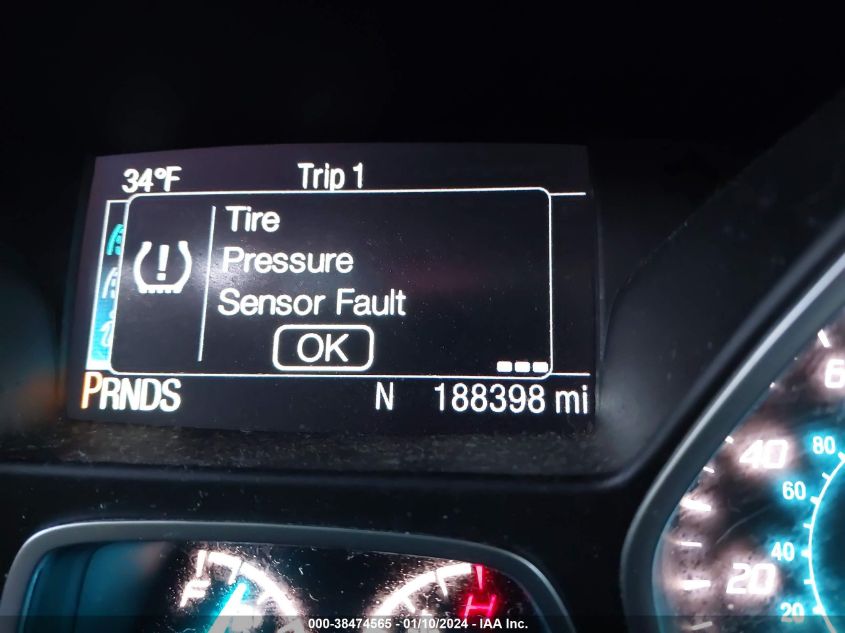 34°F Trip 1
Tire
Pressure
Sensor Fault
OK
PRNDS N 188398 mi
6
40 80
60
40
20
20
F H
000-38474565 - 01/10/2024 - IAA Inc.